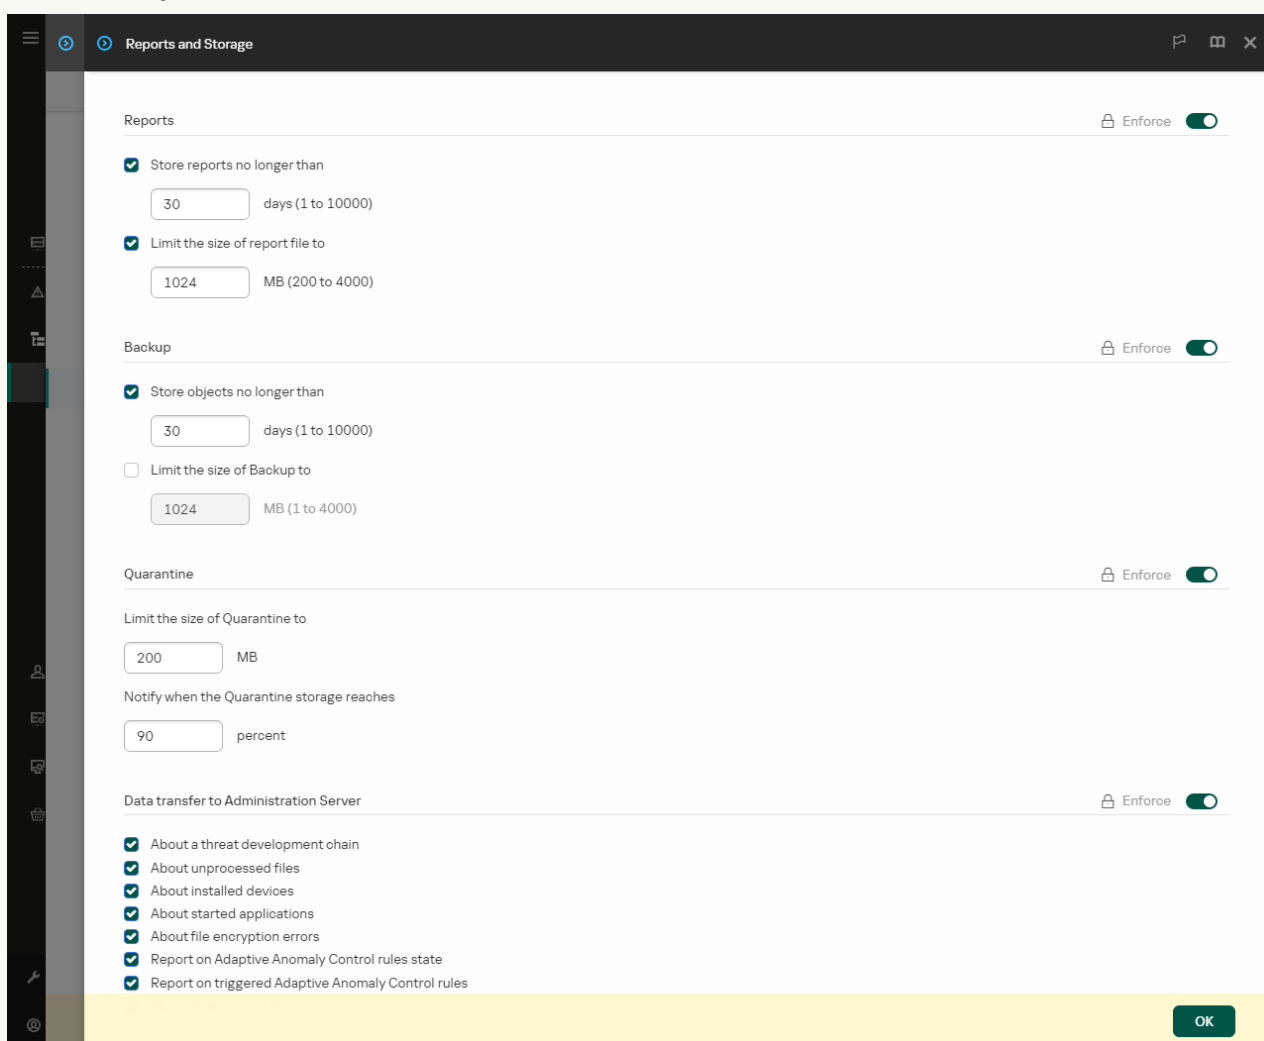 Reports and Storage
Reports
Enforce
Store reports no longer than
30 days (1 to 10000)
Limit the size of report file to
1024 MB (200 to 4000)
Backup
Enforce
Store objects no longer than
30 days (1 to 10000)
Limit the size of Backup to
1024 MB (1 to 4000)
Quarantine
Enforce
Limit the size of Quarantine to
200 MB
Notify when the Quarantine storage reaches
90 percent
Data transfer to Administration Server
Enforce
About a threat development chain
About unprocessed files
About installed devices
About started applications
About file encryption errors
Report on Adaptive Anomaly Control rules state
Report on triggered Adaptive Anomaly Control rules
OK